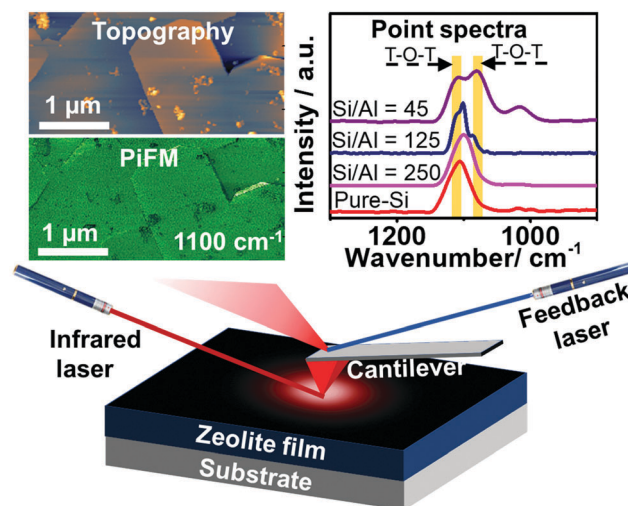 Topography
1 µm
PiFM
1 µm
1100 cm⁻¹
Point spectra
T-O-T
T-O-T
Si/Al = 45
Si/Al = 125
Si/Al = 250
Pure-Si
Intensity / a.u.
1200
1000
Wavenumber/ cm⁻¹
Infrared
laser
Feedback
laser
Cantilever
Zeolite film
Substrate